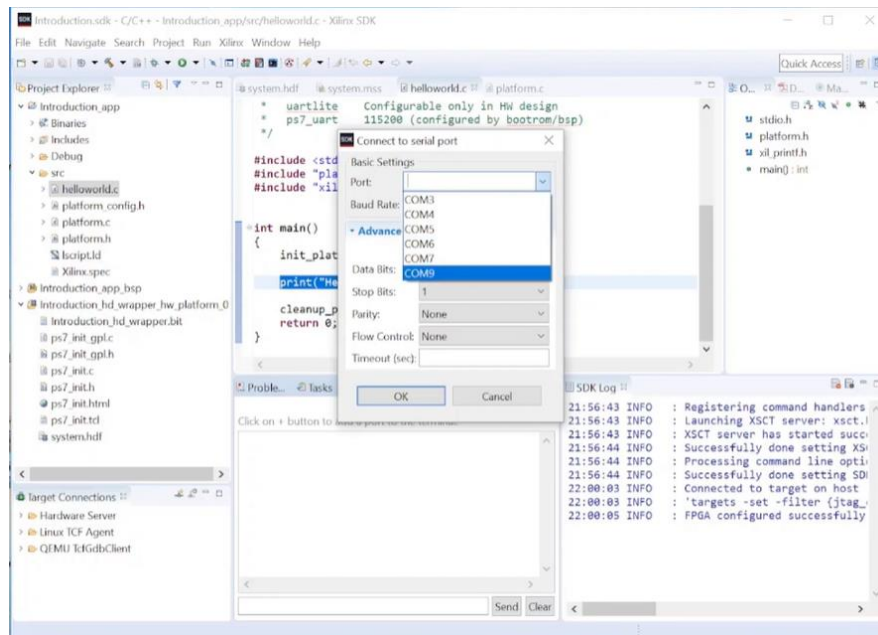 Introduction.sdk - C/C++ - Introduction_app/src/helloworld.c - Xilinx SDK
File Edit Navigate Search Project Run Xilinx Window Help
Quick Access
Project Explorer
Introduction_app
Binaries
Includes
Debug
src
helloworld.c
platform_config.h
platform.c
platform.h
lscript.ld
Xilinx.spec
Introduction_app_bsp
Introduction_hd_wrapper_hw_platform_0
Introduction_hd_wrapper.bit
ps7_init_gpl.c
ps7_init_gpl.h
ps7_init.c
ps7_init.h
ps7_init.html
ps7_init.tcl
system.hdf
Target Connections
Hardware Server
Linux TCF Agent
QEMU TcfGdbClient
system.hdf system.mss helloworld.c platform.c
* uartlite Configurable only in HW design
* ps7_uart 115200 (configured by bootrom/bsp)
*/
#include <std
#include "pla
#include "xil
int main()
{
init_plat
print("He
cleanup_p
return 0;
}
Connect to serial port
Basic Settings
Port:
Baud Rate:
COM3
COM4
COM5
COM6
COM7
COM9
Advance
Data Bits:
Stop Bits: 1
Parity: None
Flow Control: None
Timeout (sec):
OK Cancel
Proble... Tasks
Click on + button to add a port to the terminal.
Send Clear
O... D... Ma...
stdio.h
platform.h
xil_printf.h
main() : int
SDK Log
21:56:43 INFO : Registering command handlers
21:56:43 INFO : Launching XSCT server: xsct.
21:56:43 INFO : XSCT server has started succ
21:56:44 INFO : Successfully done setting XS
21:56:44 INFO : Processing command line opti
21:56:44 INFO : Successfully done setting SD
22:00:03 INFO : Connected to target on host
22:00:03 INFO : 'targets -set -filter {jtag_
22:00:05 INFO : FPGA configured successfully